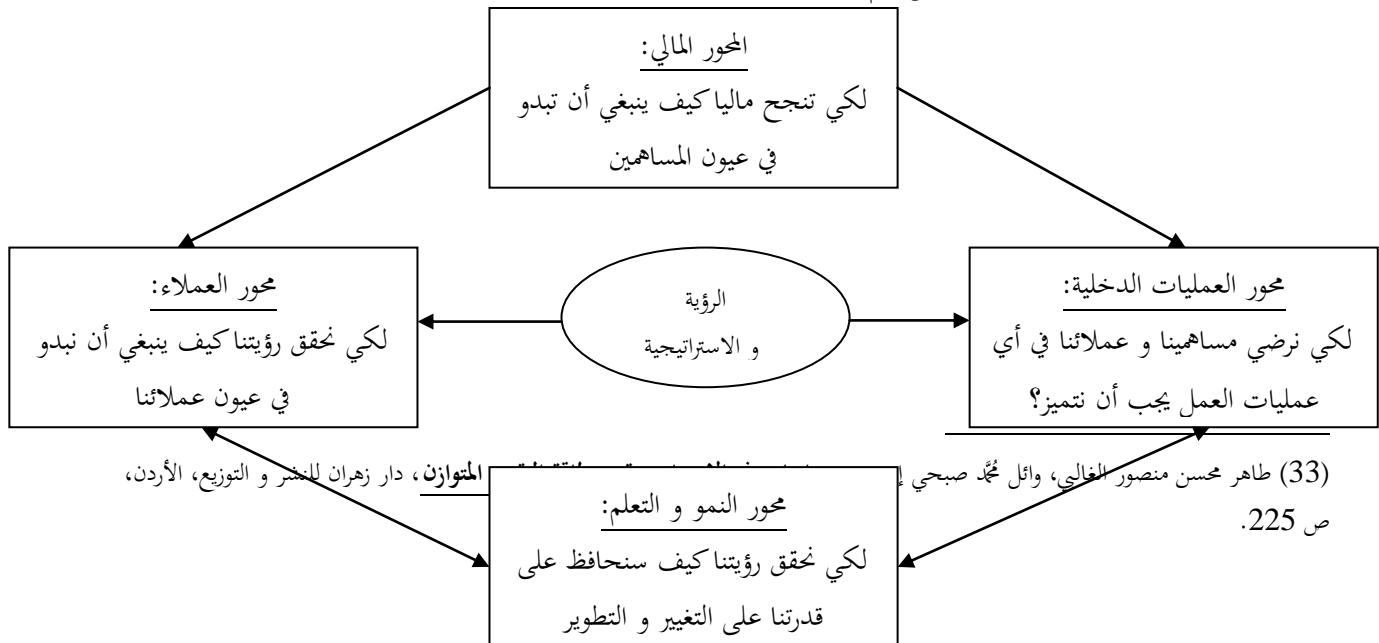 المحور المالي:
لكي تنجح ماليا كيف ينبغي أن تبدو
في عيون المساهمين
محور العمليات الدخلية:
لكي نرضي مساهمينا و عملائنا في أي
عمليات العمل يجب أن نتميز؟
الرؤية
و الاستراتيجية
محور العملاء:
لكي نحقق رؤيتنا كيف ينبغي أن نبدو
في عيون عملائنا
محور النمو و التعلم:
لكي نحقق رؤيتنا كيف سنحافظ على
قدرتنا على التغيير و التطوير
(33) طاهر محسن منصور الغالبي، وائل محمَّد صبحي المتوازن، دار زهران للنشر و التوزيع، الأردن،
ص 225.